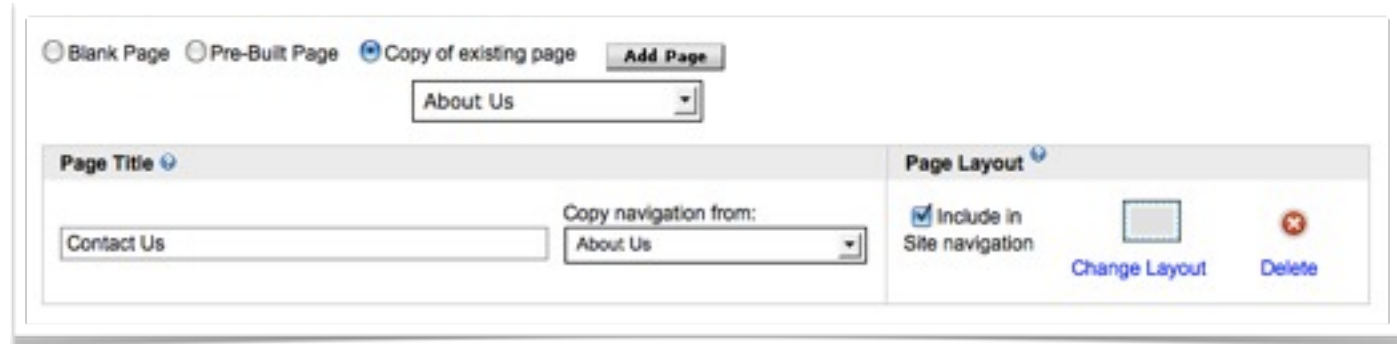 Blank Page Pre-Built Page Copy of existing page Add Page
About Us
Page Title Page Layout
Copy navigation from:
Contact Us About Us
Include in
Site navigation
Change Layout Delete